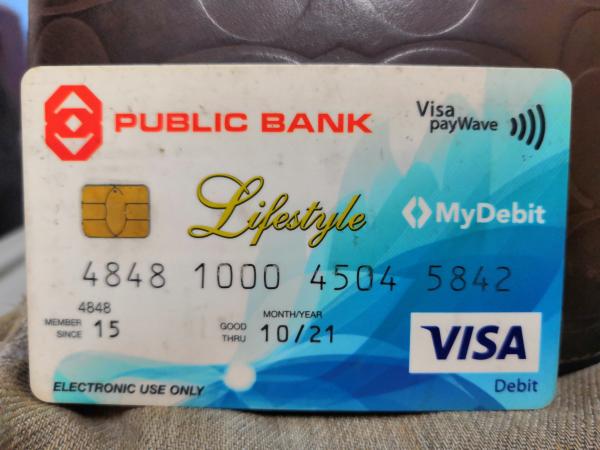 PUBLIC BANK
Visa
payWave
Lifestyle
MyDebit
4848 1000 4504 5842
4848
MEMBER SINCE 15
MONTH/YEAR
GOOD THRU 10/21
VISA
Debit
ELECTRONIC USE ONLY